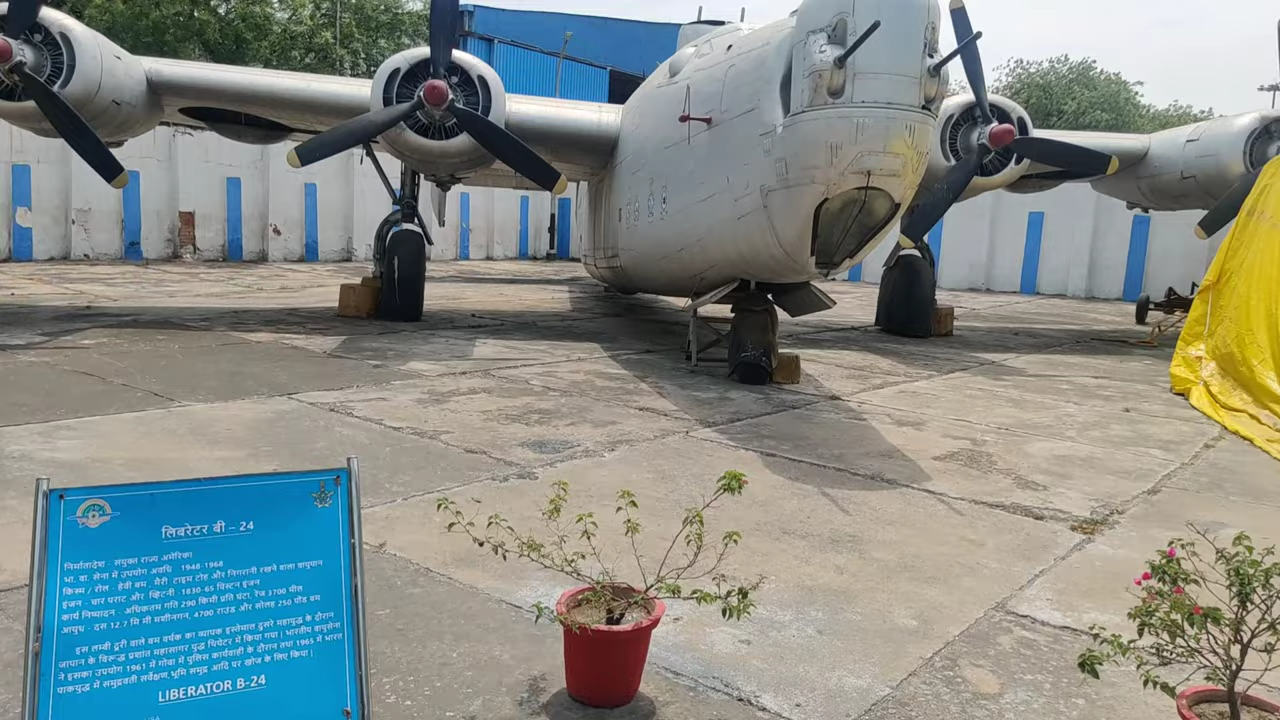 लिबरेटर बी – 24
निर्मातादेश - संयुक्त राज्य अमेरिका
भा. वा. सेना में उपयोग अवधि 1948-1968
किस्म / रोल - हेवी बम , मैरी टाइम टोह और निगरानी रखने वाला वायुयान
इंजन - चार पराट और व्हिटनी -1830-65 पिस्टन इंजन
कार्य निष्पादन - अधिकतम गति 290 किमी प्रति घंटा, रेंज 3700 मील
आयुध - दस 12.7 मि मी मशीनगन, 4700 राउंड और सोलह 250 पौंड बम
इस लम्बी दूरी वाले बम वर्षक का व्यापक इस्तेमाल दुसरे महायुद्ध के दौरान
जापान के विरूद्ध प्रशांत महासागर युद्ध थियेटर में किया गया। भारतीय वायुसेना
ने इसका उपयोग 1961 में गोवा में पुलिस कार्यवाही के दौरान तथा 1965 में भारत
पाकयुद्ध में समुद्रवर्ती सर्वेक्षण,भूमि समुद्र आदि पर खोज के लिए किया।
LIBERATOR B-24
USA